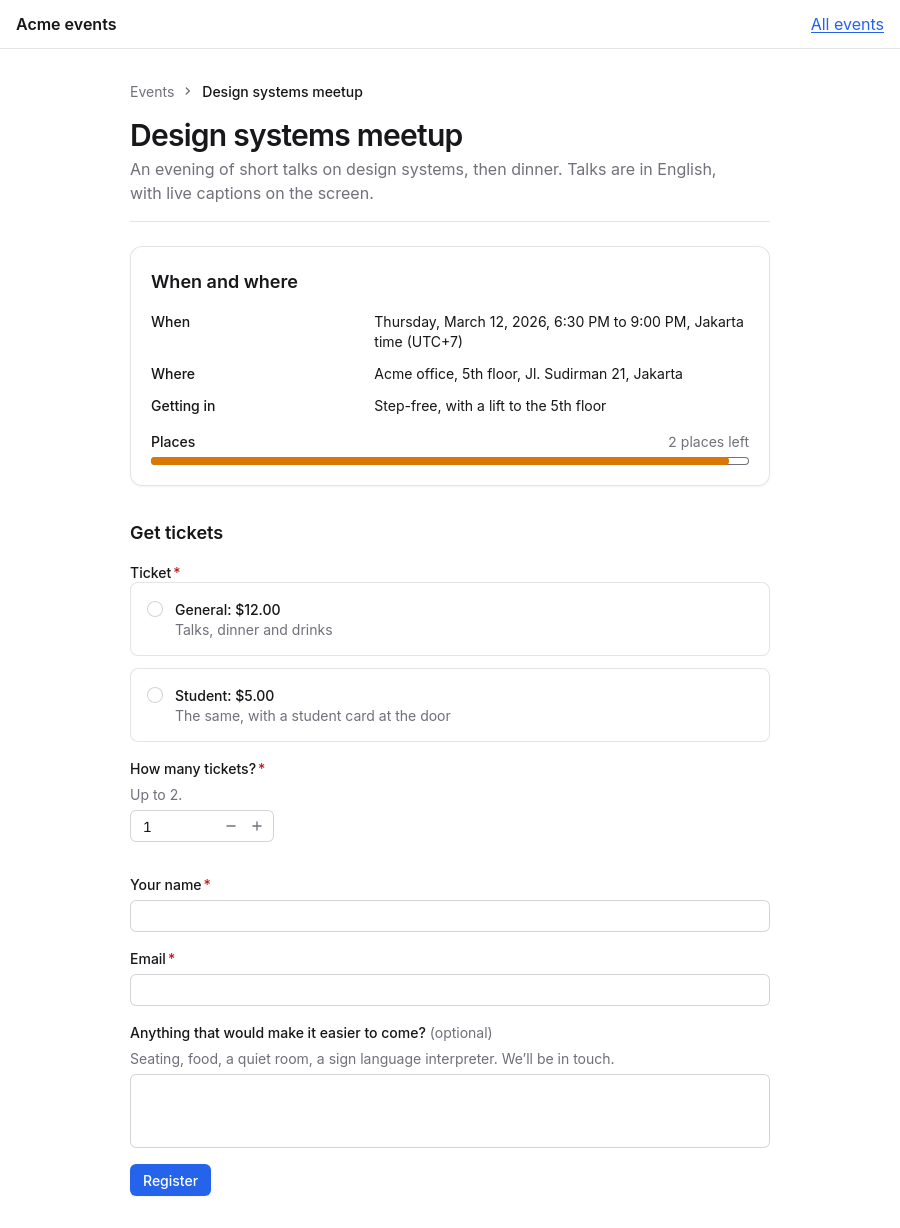 Acme events
All events
Events
Design systems meetup
Design systems meetup
An evening of short talks on design systems, then dinner. Talks are in English,
with live captions on the screen.
When and where
When
Thursday, March 12, 2026, 6:30 PM to 9:00 PM, Jakarta
time (UTC+7)
Where
Acme office, 5th floor, Jl. Sudirman 21, Jakarta
Getting in
Step-free, with a lift to the 5th floor
Places
2 places left
Get tickets
Ticket*
General: $12.00
Talks, dinner and drinks
Student: $5.00
The same, with a student card at the door
How many tickets?*
Up to 2.
1
Your name*
Email*
Anything that would make it easier to come? (optional)
Seating, food, a quiet room, a sign language interpreter. We’ll be in touch.
Register